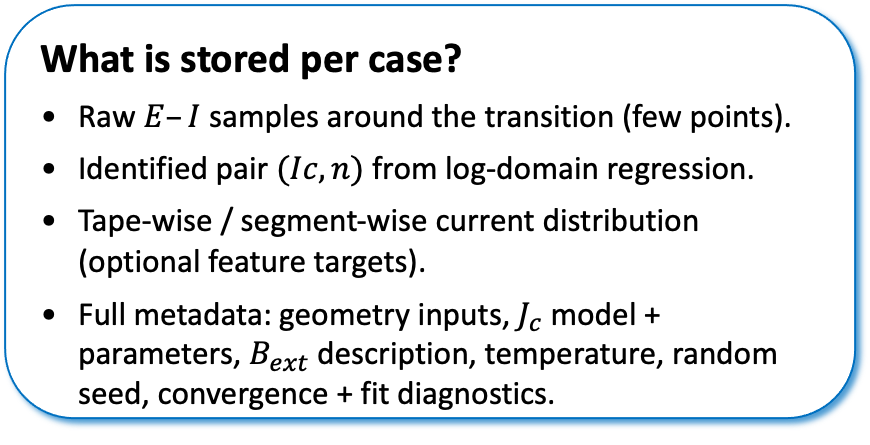 What is stored per case?
• Raw E–I samples around the transition (few points).
• Identified pair (Ic, n) from log-domain regression.
• Tape-wise / segment-wise current distribution
(optional feature targets).
• Full metadata: geometry inputs, J_c model +
parameters, B_ext description, temperature, random
seed, convergence + fit diagnostics.